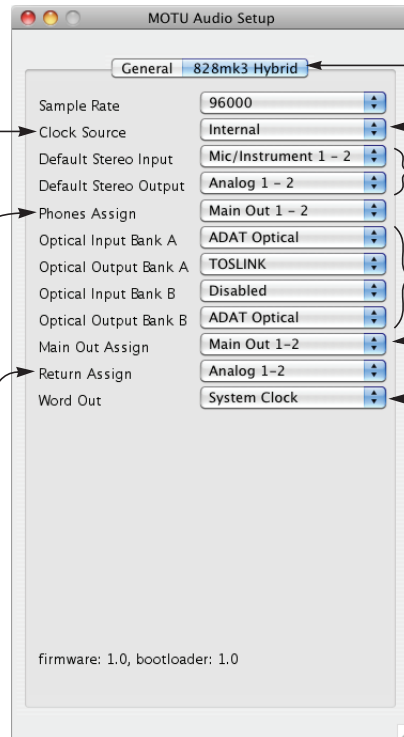 MOTU Audio Setup
General 828mk3 Hybrid
Sample Rate 96000
Clock Source Internal
Default Stereo Input Mic/Instrument 1 – 2
Default Stereo Output Analog 1 – 2
Phones Assign Main Out 1 – 2
Optical Input Bank A ADAT Optical
Optical Output Bank A TOSLINK
Optical Input Bank B Disabled
Optical Output Bank B ADAT Optical
Main Out Assign Main Out 1-2
Return Assign Analog 1-2
Word Out System Clock
firmware: 1.0, bootloader: 1.0